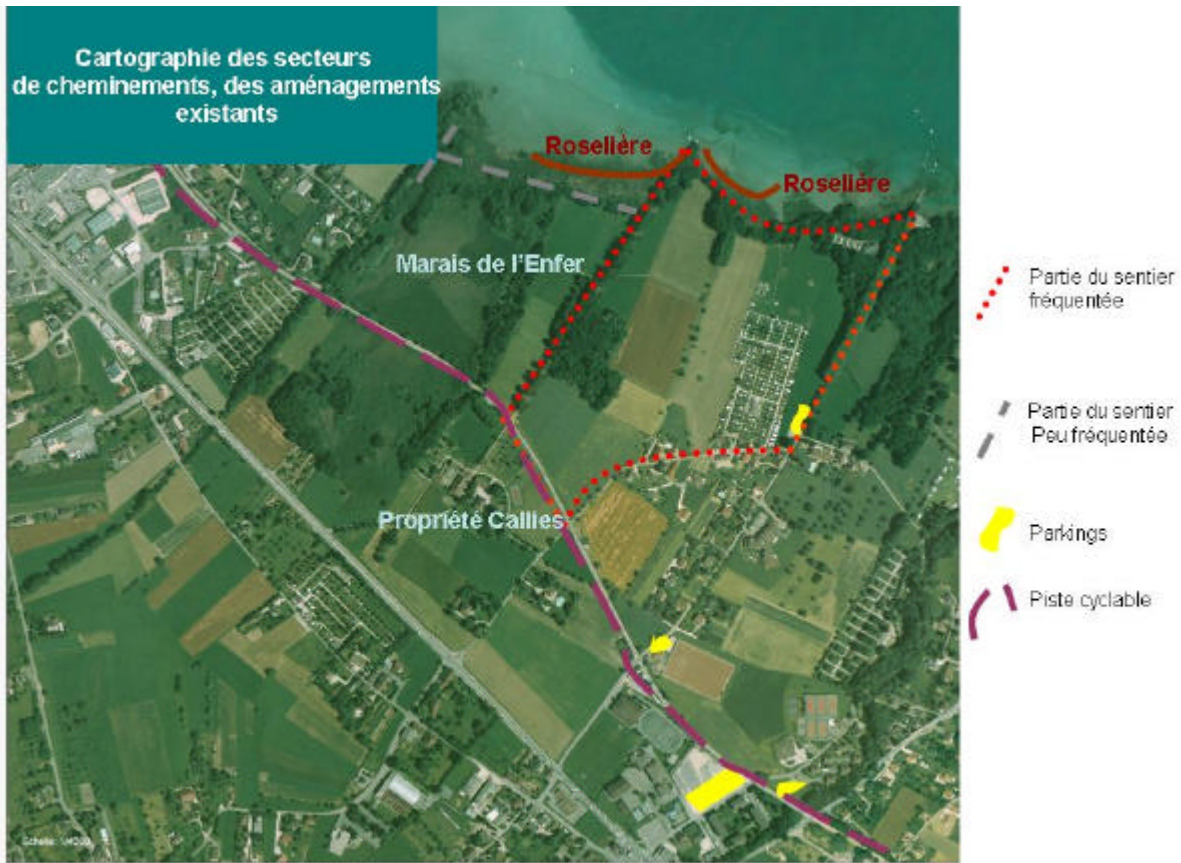 Cartographie des secteurs
de cheminements, des aménagements
existants
Roselière
Roselière
Marais de l'Enfer
Propriété Callies
Partie du sentier
fréquentée
Partie du sentier
Peu fréquentée
Parkings
Piste cyclable